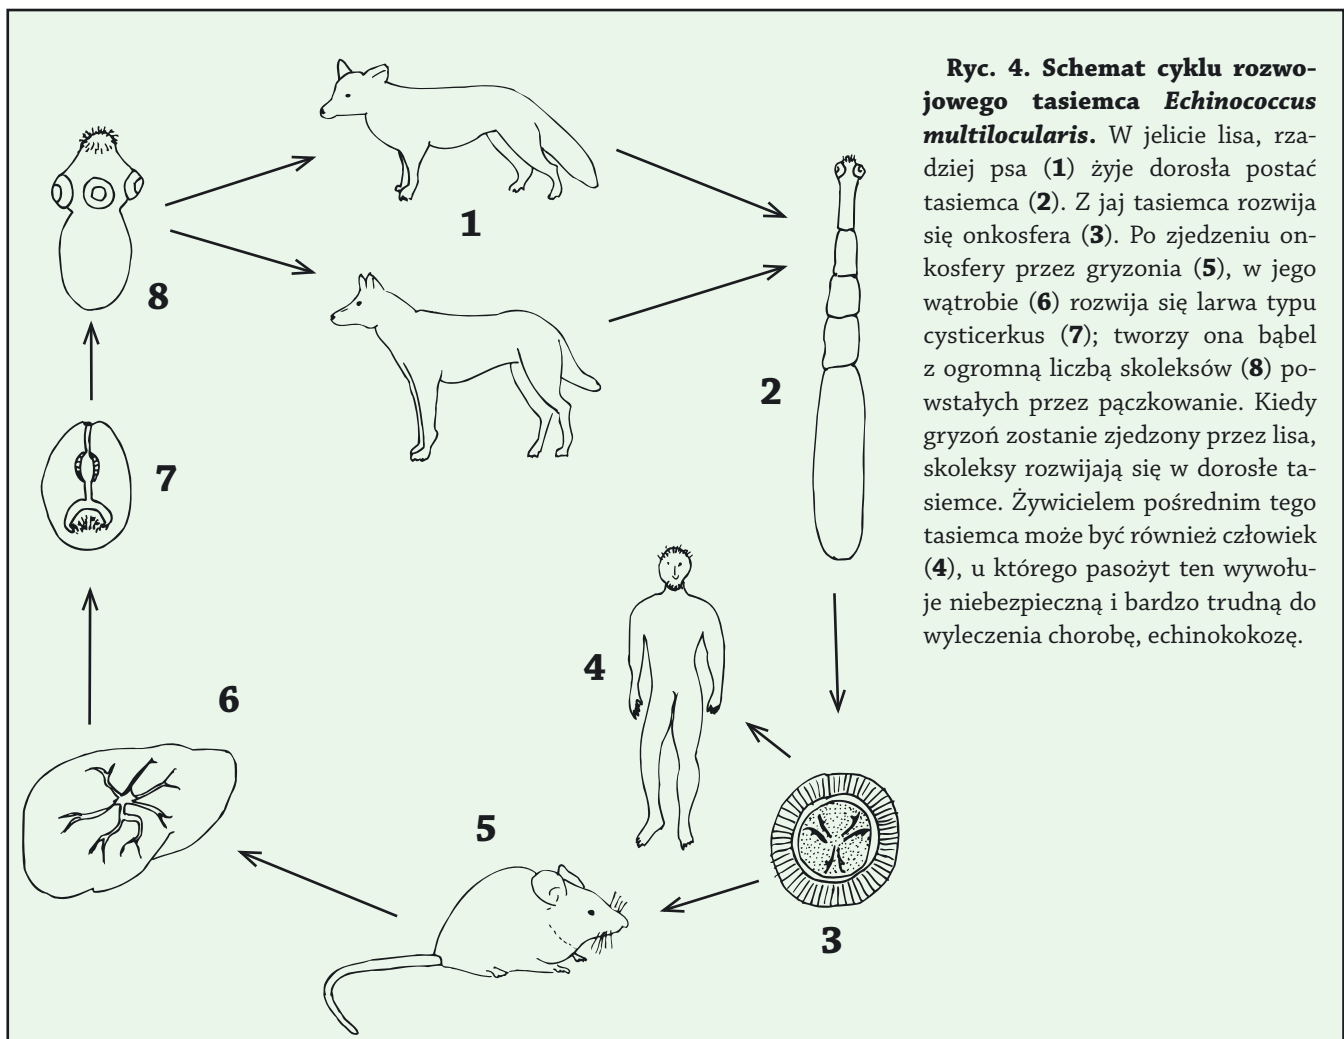 Ryc. 4. Schemat cyklu rozwo-
jowego tasiemca Echinococcus
multilocularis. W jelicie lisa, rza-
dziej psa (1) żyje dorosła postać
tasiemca (2). Z jaj tasiemca rozwija
się onkosfera (3). Po zjedzeniu on-
kosfery przez gryzonia (5), w jego
wątrobie (6) rozwija się larwa typu
cysticerkus (7); tworzy ona bąbel
z ogromną liczbą skoleksów (8) po-
wstałych przez pączkowanie. Kiedy
gryzoń zostanie zjedzony przez lisa,
skoleksy rozwijają się w dorosłe ta-
siemce. Żywicielem pośrednim tego
tasiemca może być również człowiek
(4), u którego pasożyt ten wywołu-
je niebezpieczną i bardzo trudną do
wyleczenia chorobę, echinokokozę.
1
2
3
4
5
6
7
8